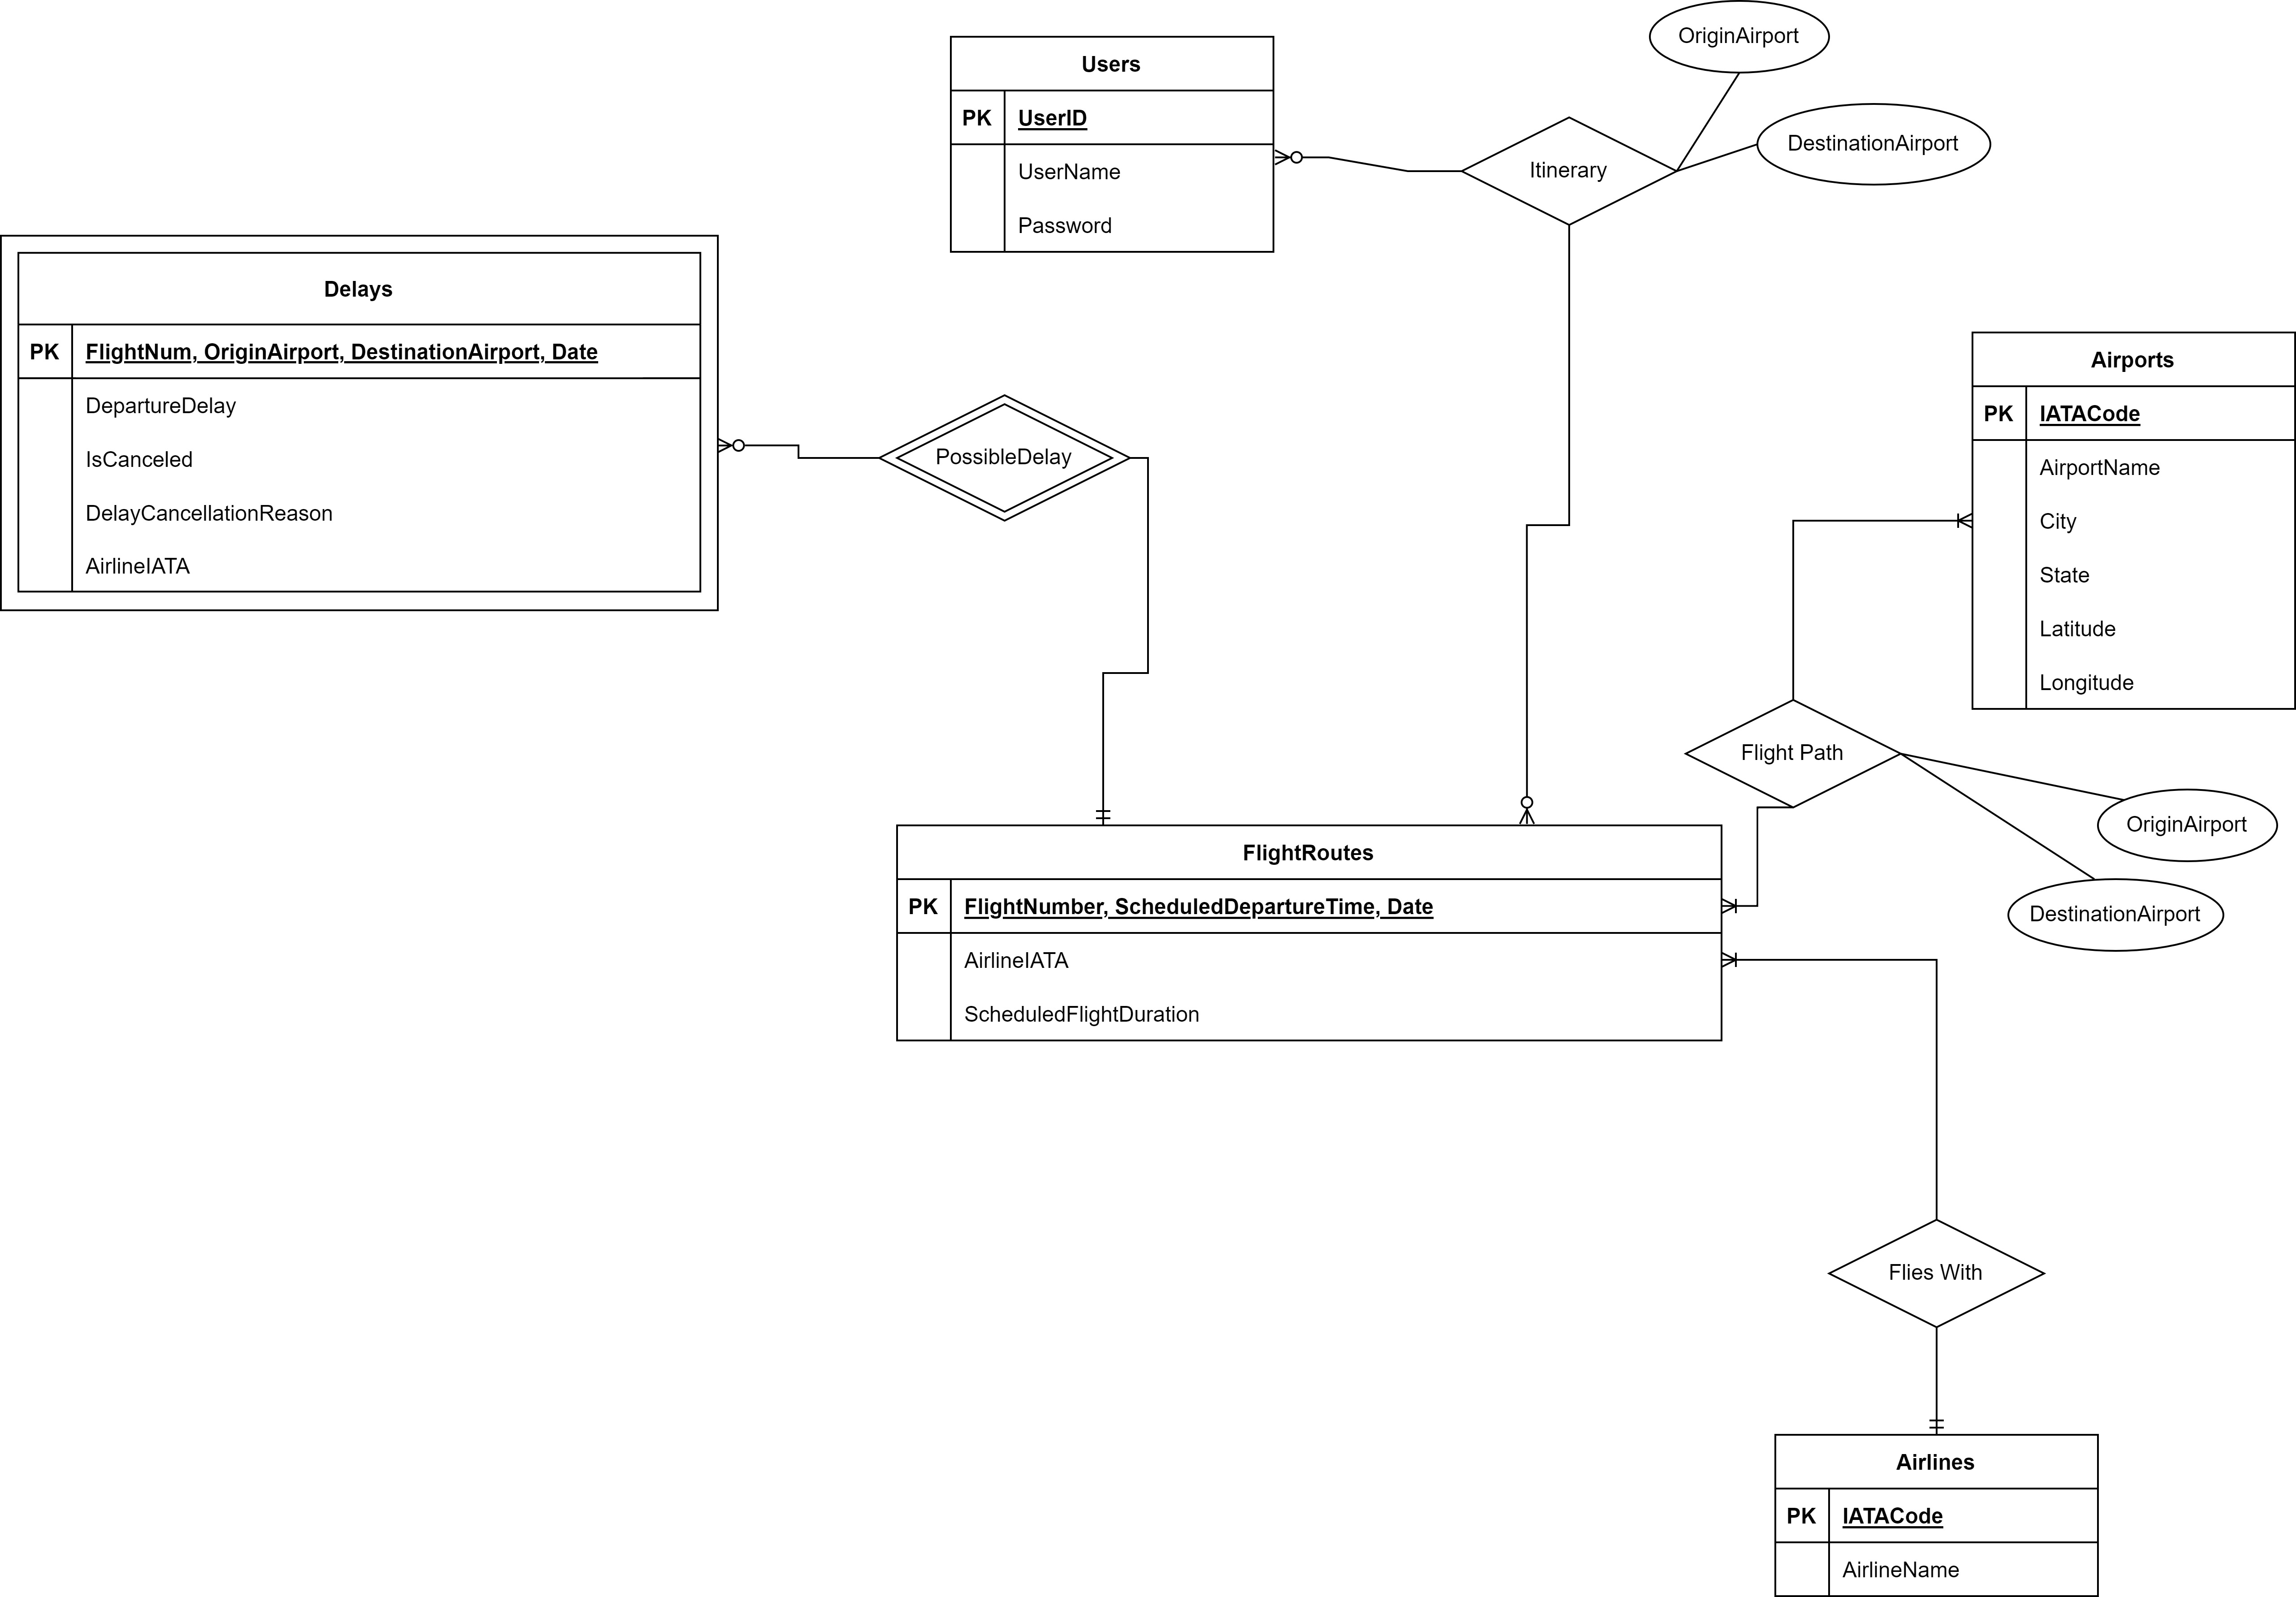 OriginAirport
Users
PK UserID
DestinationAirport
UserName
Itinerary
Password
Delays
PK FlightNum, OriginAirport, DestinationAirport, Date
DepartureDelay
IsCanceled
DelayCancellationReason
AirlineIATA
PossibleDelay
Airports
PK IATACode
AirportName
City
State
Latitude
Longitude
Flight Path
OriginAirport
DestinationAirport
FlightRoutes
PK FlightNumber, ScheduledDepartureTime, Date
AirlineIATA
ScheduledFlightDuration
Flies With
Airlines
PK IATACode
AirlineName